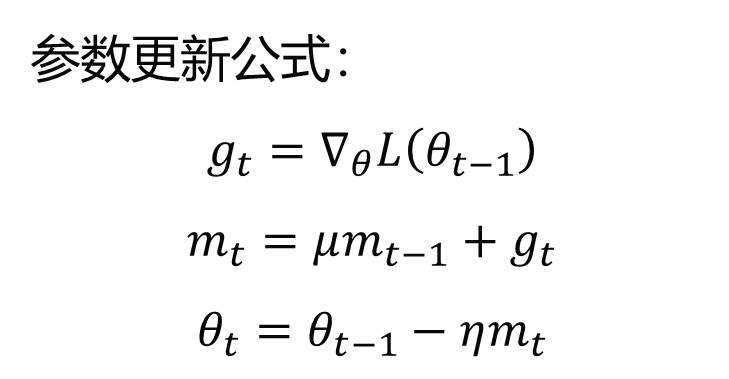 参数更新公式：
g_t = ∇_θ L(θ_{t−1})
m_t = μm_{t−1} + g_t
θ_t = θ_{t−1} − ηm_t